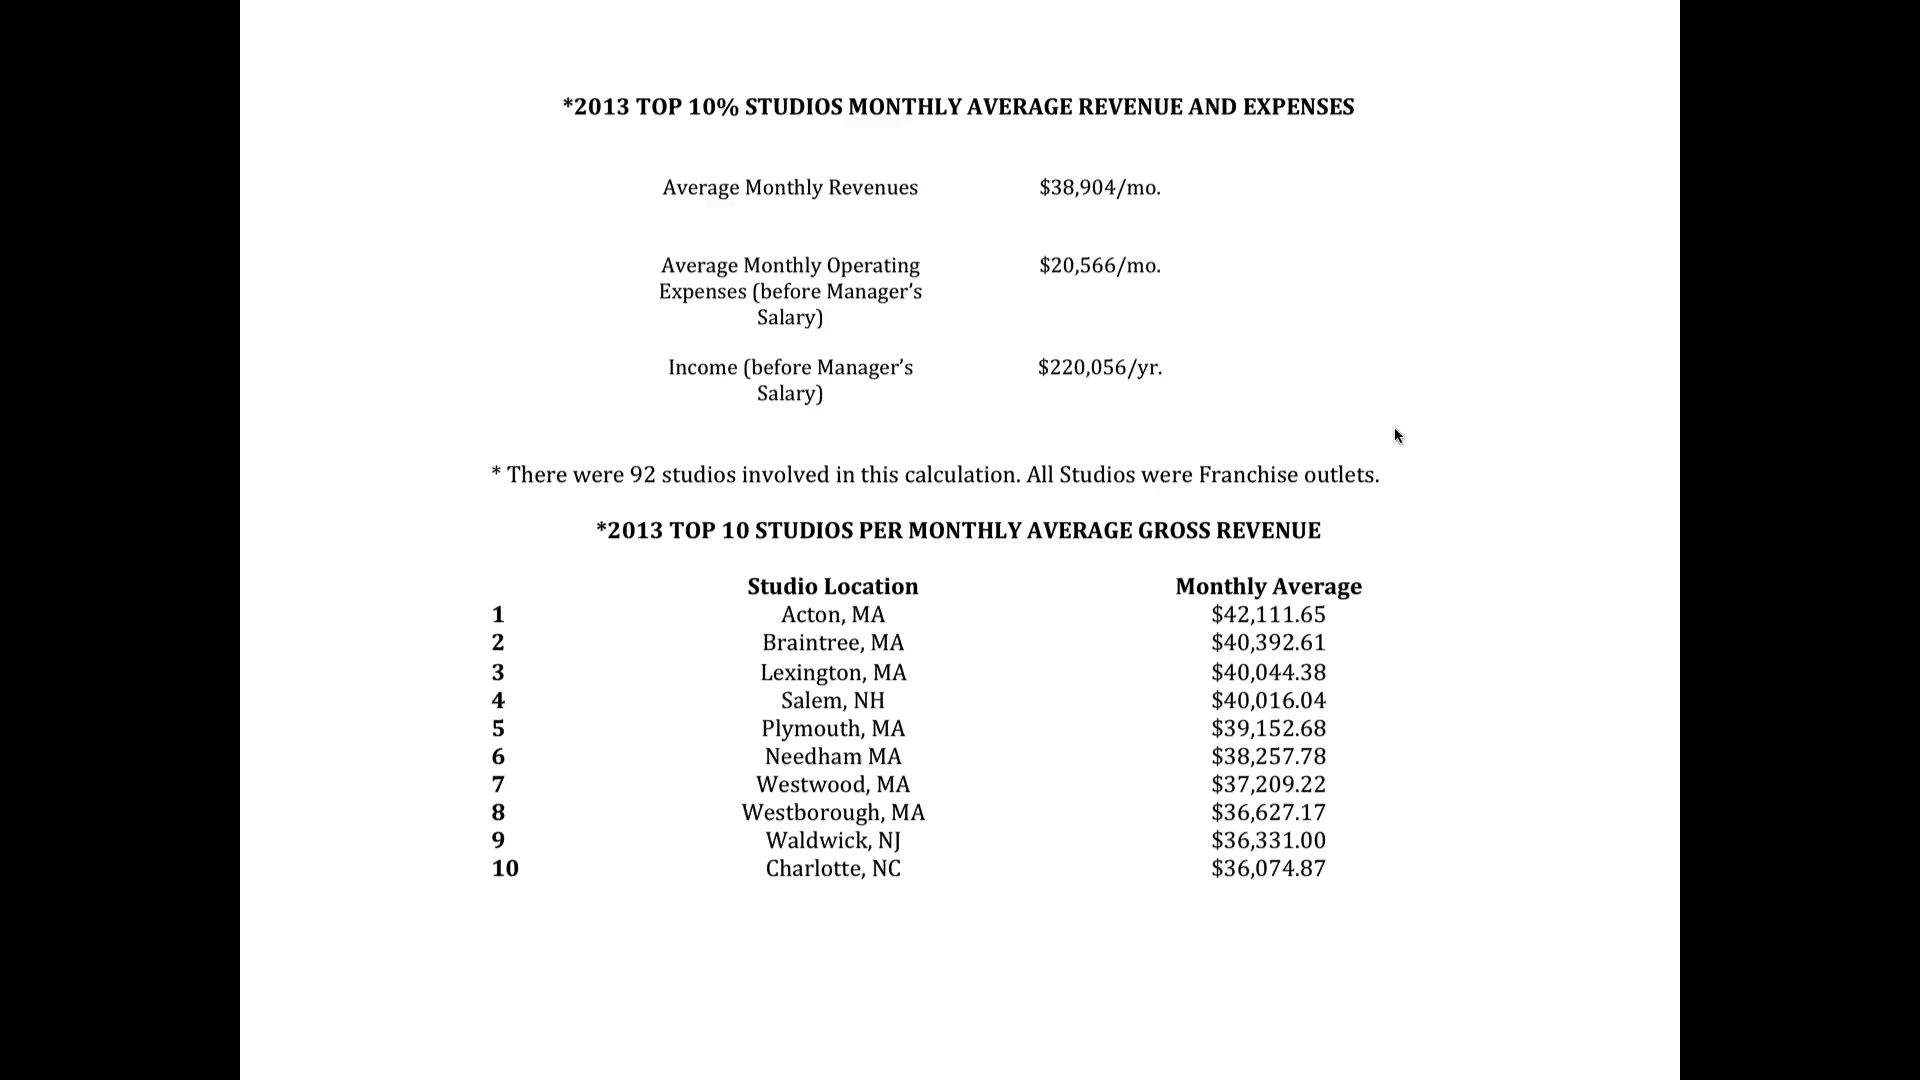 *2013 TOP 10% STUDIOS MONTHLY AVERAGE REVENUE AND EXPENSES
Average Monthly Revenues $38,904/mo.
Average Monthly Operating $20,566/mo.
Expenses (before Manager’s
Salary)
Income (before Manager’s $220,056/yr.
Salary)
* There were 92 studios involved in this calculation. All Studios were Franchise outlets.
*2013 TOP 10 STUDIOS PER MONTHLY AVERAGE GROSS REVENUE
Studio Location Monthly Average
1 Acton, MA $42,111.65
2 Braintree, MA $40,392.61
3 Lexington, MA $40,044.38
4 Salem, NH $40,016.04
5 Plymouth, MA $39,152.68
6 Needham MA $38,257.78
7 Westwood, MA $37,209.22
8 Westborough, MA $36,627.17
9 Waldwick, NJ $36,331.00
10 Charlotte, NC $36,074.87